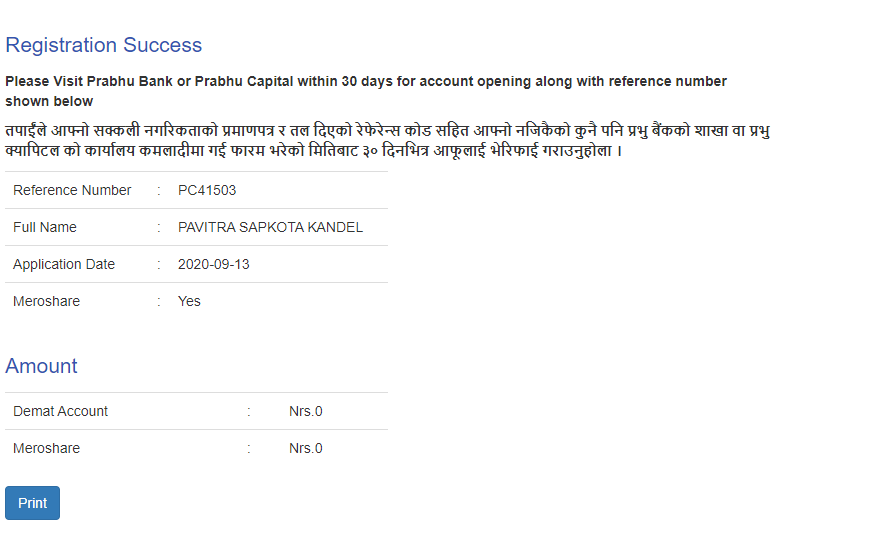 Registration Success
Please Visit Prabhu Bank or Prabhu Capital within 30 days for account opening along with reference number
shown below
तपाईंले आफ्नो सक्कली नगरिकताको प्रमाणपत्र र तल दिएको रेफेरेन्स कोड सहित आफ्नो नजिकैको कुनै पनि प्रभु बैंकको शाखा वा प्रभु
क्यापिटल को कार्यालय कमलादीमा गई फारम भरेको मितिबाट ३० दिनभित्र आफूलाई भेरिफाई गराउनुहोला ।
Reference Number : PC41503
Full Name : PAVITRA SAPKOTA KANDEL
Application Date : 2020-09-13
Meroshare : Yes
Amount
Demat Account : Nrs.0
Meroshare : Nrs.0
Print